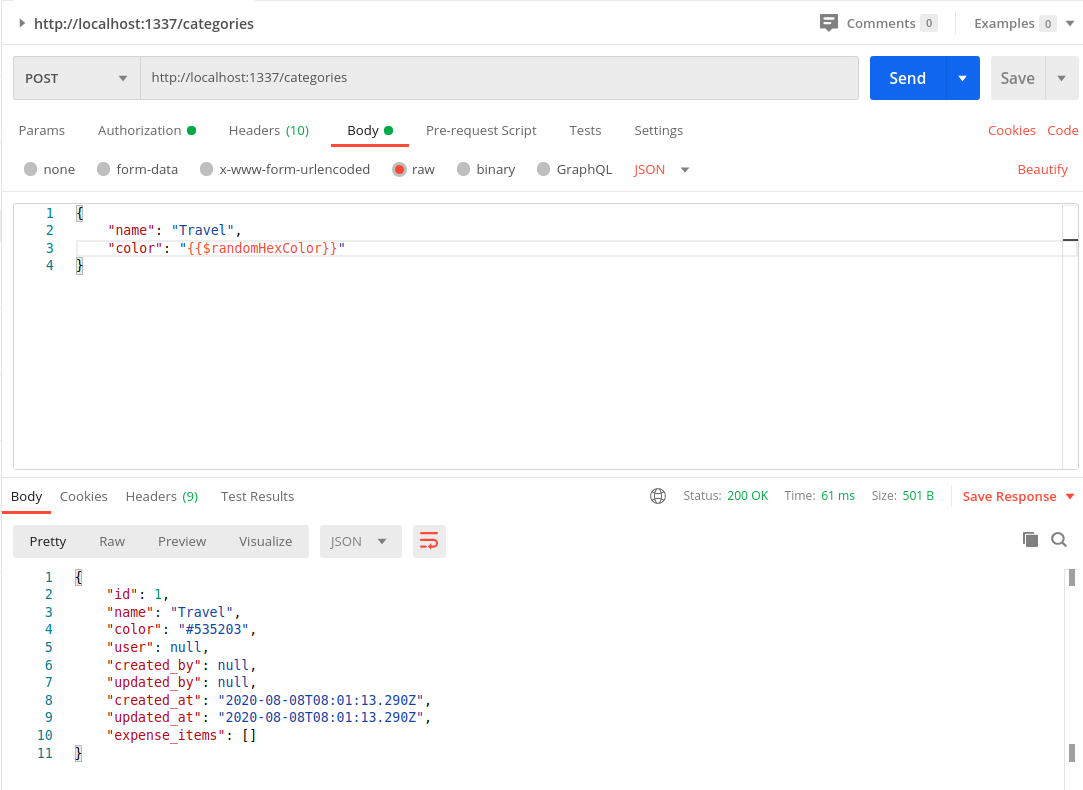 http://localhost:1337/categories Comments 0 Examples 0
POST http://localhost:1337/categories Send Save
Params Authorization Headers (10) Body Pre-request Script Tests Settings Cookies Code
none form-data x-www-form-urlencoded raw binary GraphQL JSON Beautify
1 {
2 "name": "Travel",
3 "color": "{{$randomHexColor}}"
4 }
Body Cookies Headers (9) Test Results Status: 200 OK Time: 61 ms Size: 501 B Save Response
Pretty Raw Preview Visualize JSON
1 {
2 "id": 1,
3 "name": "Travel",
4 "color": "#535203",
5 "user": null,
6 "created_by": null,
7 "updated_by": null,
8 "created_at": "2020-08-08T08:01:13.290Z",
9 "updated_at": "2020-08-08T08:01:13.290Z",
10 "expense_items": []
11 }